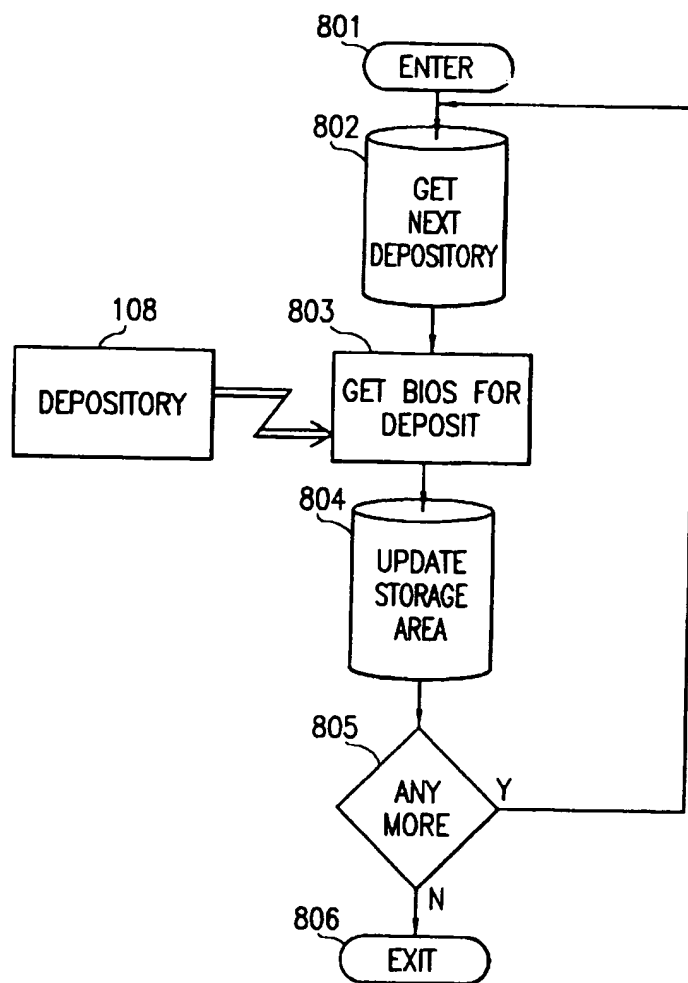 801
ENTER
802
GET
NEXT
DEPOSITORY
108
DEPOSITORY
803
GET BIOS FOR
DEPOSIT
804
UPDATE
STORAGE
AREA
805
ANY
MORE
Y
N
806
EXIT